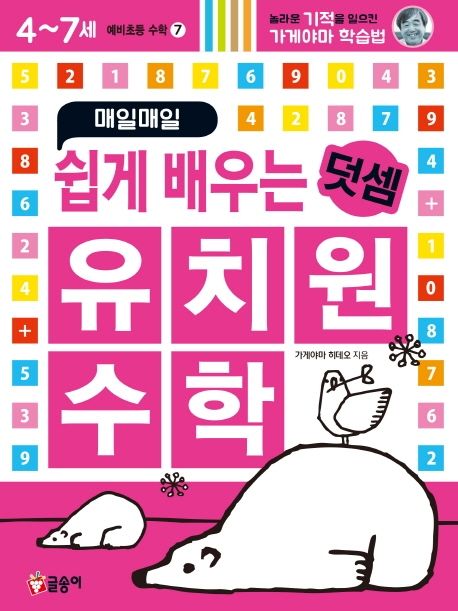 4~7세 예비초등 수학 7
놀라운 기적을 일으킨
가게야마 학습법
5 2 1 8 7 6 9 0 4 3
3 4 2 8 7 9
매일매일
8 4
쉽게 배우는 덧셈
6 +
유치원
2 1
4 0
+ 8
가게야마 히데오 지음
수학
5 7
3 6
9 2
글송이